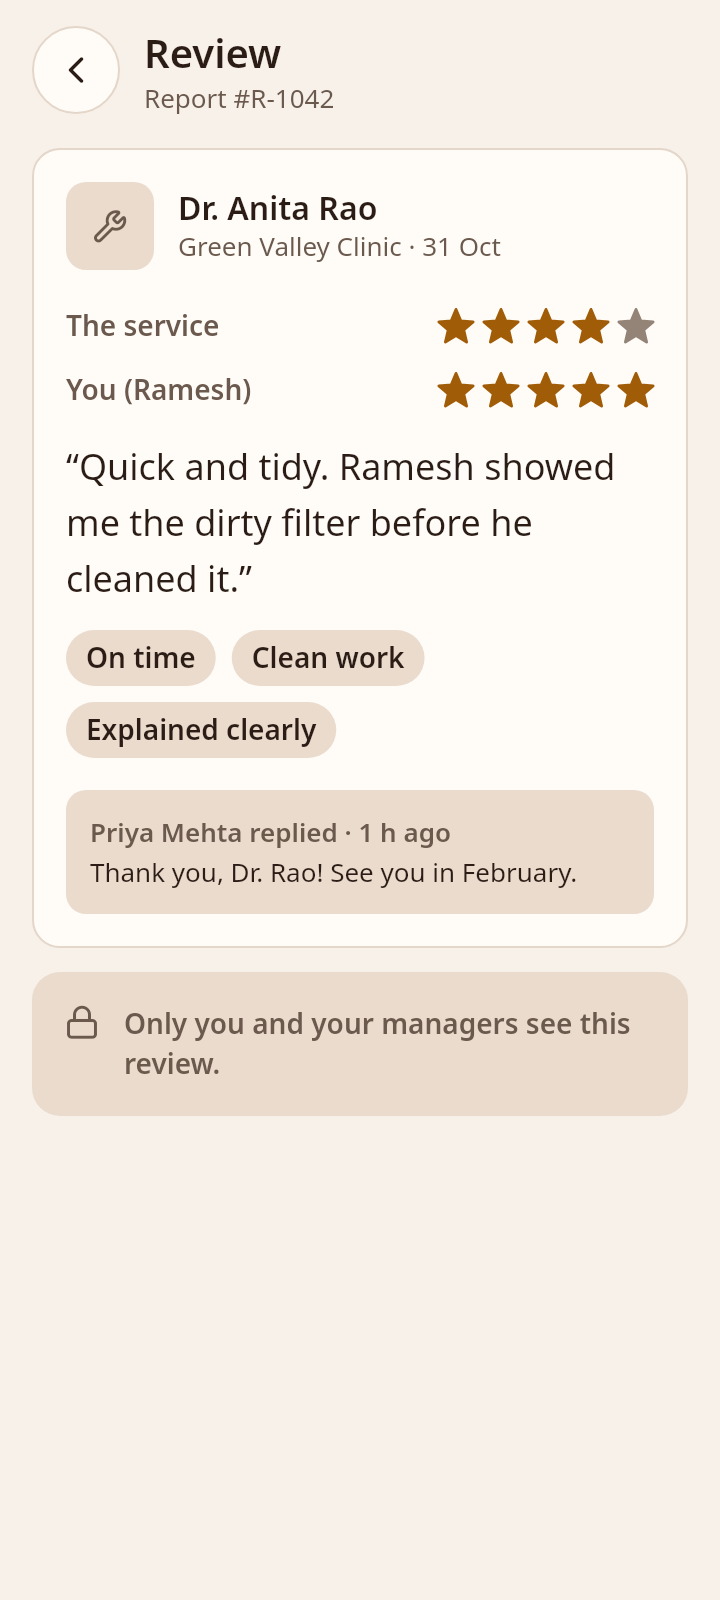 Review
Report #R-1042
Dr. Anita Rao
Green Valley Clinic · 31 Oct
The service
You (Ramesh)
“Quick and tidy. Ramesh showed
me the dirty filter before he
cleaned it.”
On time
Clean work
Explained clearly
Priya Mehta replied · 1 h ago
Thank you, Dr. Rao! See you in February.
Only you and your managers see this
review.